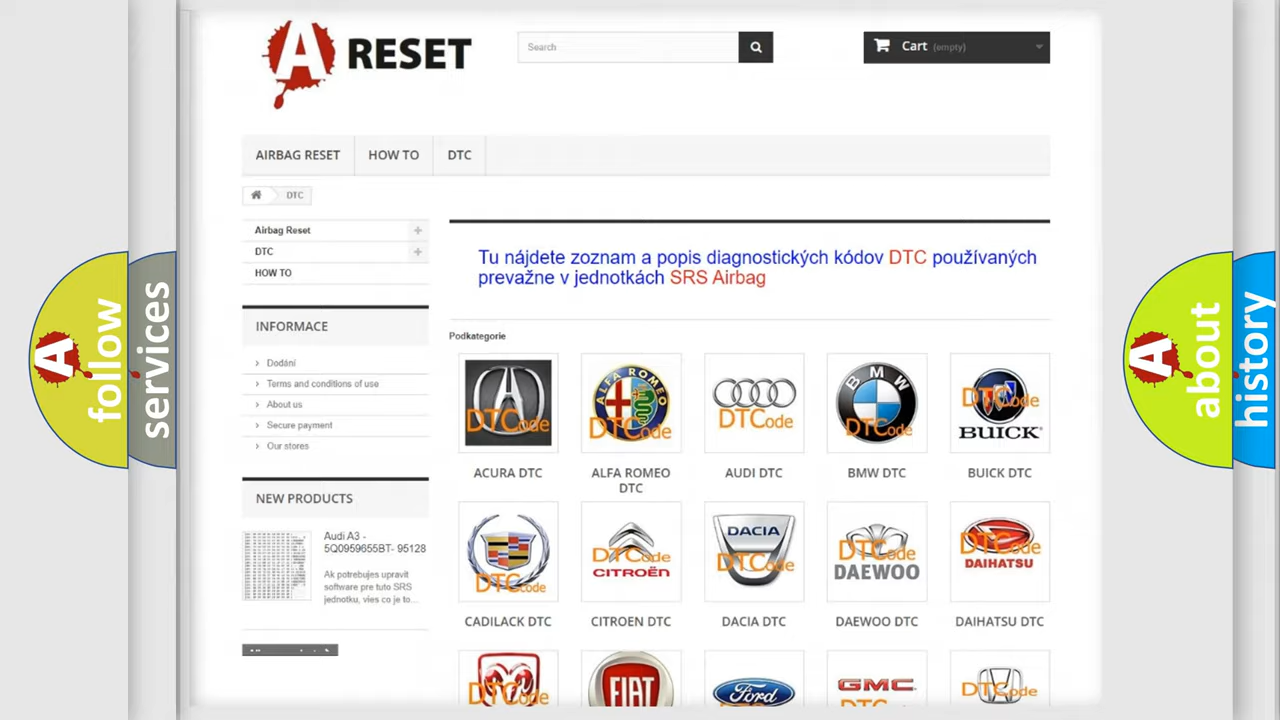 A RESET
Search
Cart (empty)
AIRBAG RESET
HOW TO
DTC
DTC
Airbag Reset
DTC
HOW TO
INFORMACE
Dodání
Terms and conditions of use
About us
Secure payment
Our stores
NEW PRODUCTS
Audi A3 -
5Q0959655BT- 95128
Ak potrebujes upravit
software pre tuto SRS
jednotku, vies co je to...
Tu nájdete zoznam a popis diagnostických kódov DTC používaných
prevažne v jednotkách SRS Airbag
Podkategorie
DTCode
ALFA ROMEO
DTCode
DTCode
BMW
DTCode
DTCode
BUICK
ACURA DTC
ALFA ROMEO
DTC
AUDI DTC
BMW DTC
BUICK DTC
DTCode
DTCode
CITROËN
DACIA
DTCode
DTCode
DAEWOO
DTCode
DAIHATSU
CADILACK DTC
CITROEN DTC
DACIA DTC
DAEWOO DTC
DAIHATSU DTC
DTCode
FIAT
Ford
GMC
DTCode
A
follow
services
A
about
history